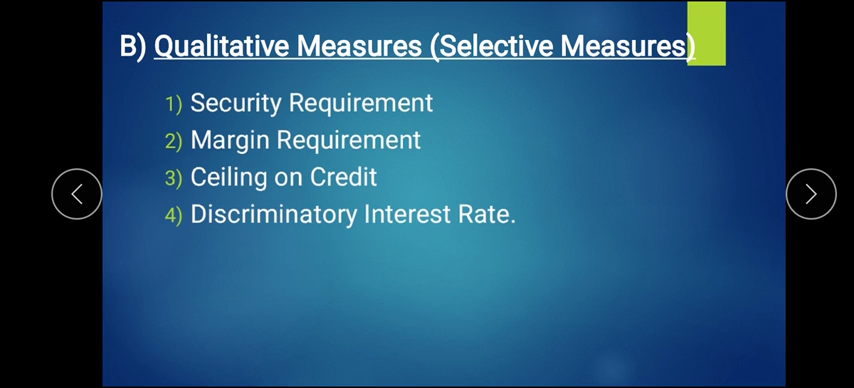 B) Qualitative Measures (Selective Measures)
1) Security Requirement
2) Margin Requirement
3) Ceiling on Credit
4) Discriminatory Interest Rate.